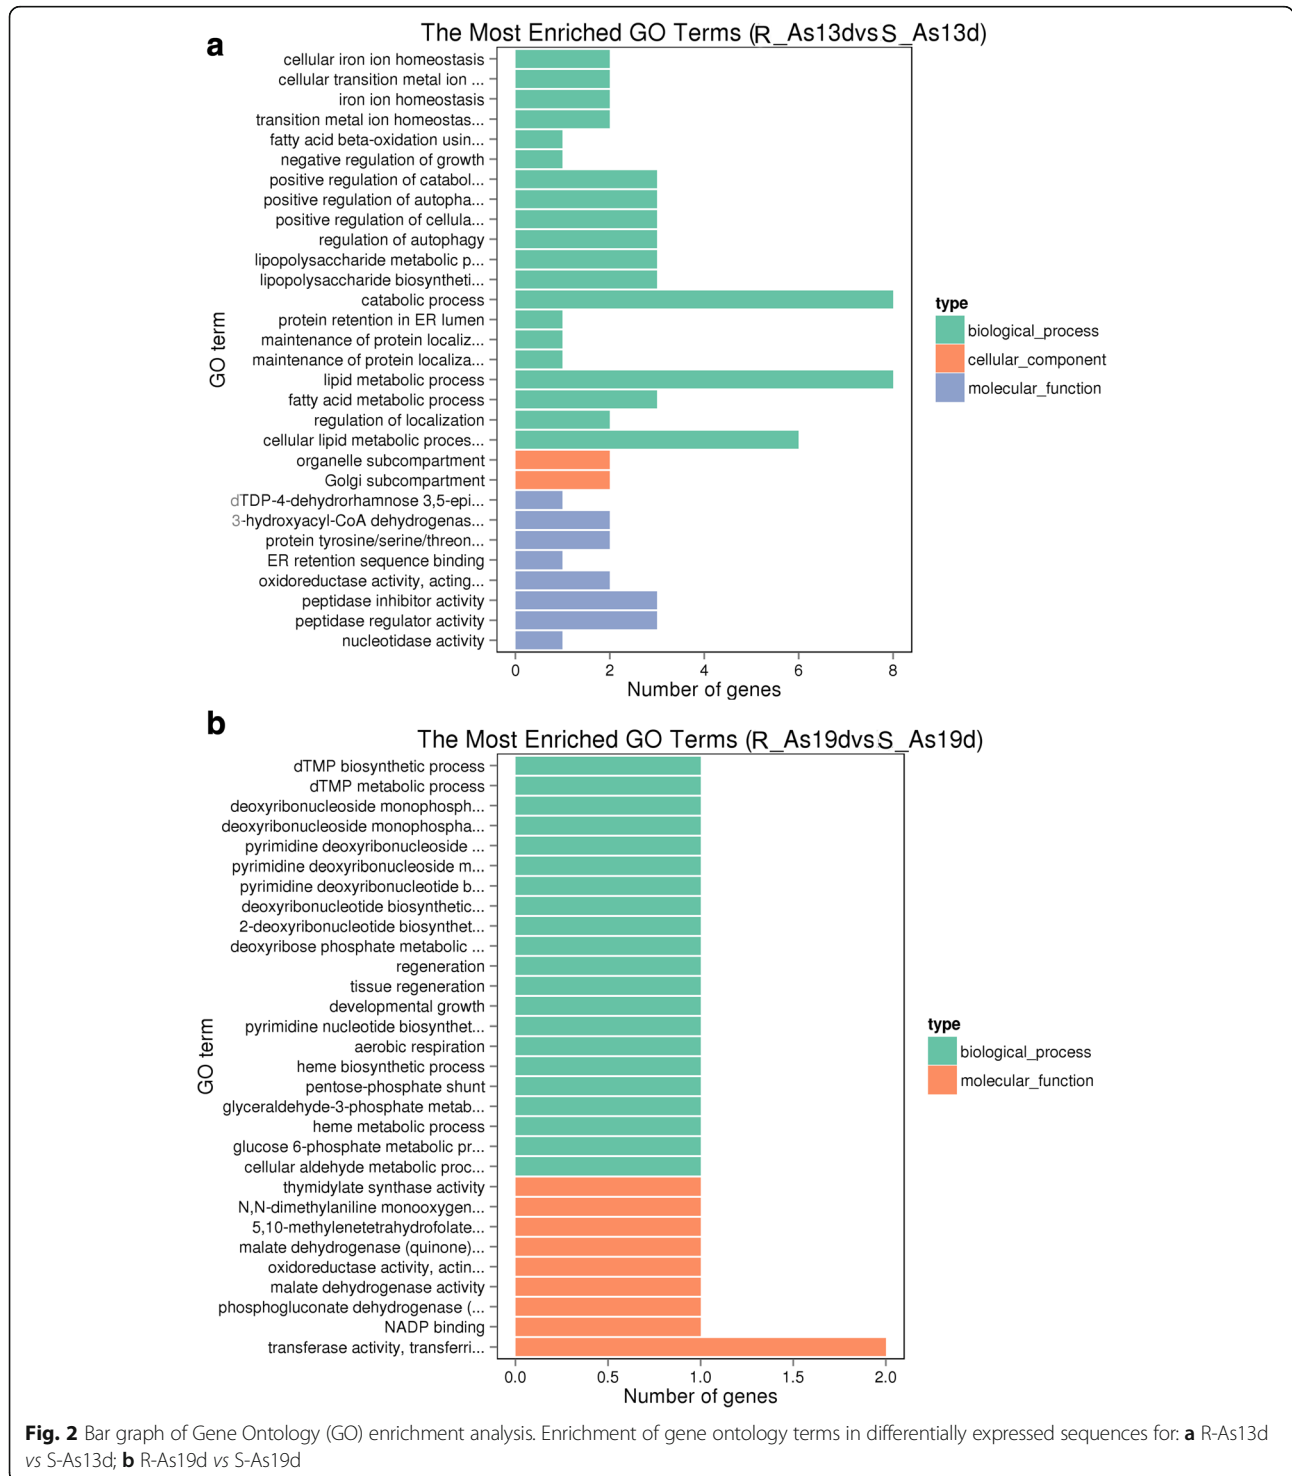 a
The Most Enriched GO Terms (R_As13dvsS_As13d)
cellular iron ion homeostasis
cellular transition metal ion ...
iron ion homeostasis
transition metal ion homeostas...
fatty acid beta-oxidation usin...
negative regulation of growth
positive regulation of catabol...
positive regulation of autopha...
positive regulation of cellula...
regulation of autophagy
lipopolysaccharide metabolic p...
lipopolysaccharide biosyntheti...
catabolic process
protein retention in ER lumen
maintenance of protein localiz...
maintenance of protein localiza...
lipid metabolic process
fatty acid metabolic process
regulation of localization
cellular lipid metabolic proces...
organelle subcompartment
Golgi subcompartment
dTDP-4-dehydrorhamnose 3,5-epi...
3-hydroxyacyl-CoA dehydrogenas...
protein tyrosine/serine/threon...
ER retention sequence binding
oxidoreductase activity, acting...
peptidase inhibitor activity
peptidase regulator activity
nucleotidase activity
GO term
0 2 4 6 8
Number of genes
type
biological_process
cellular_component
molecular_function
b
The Most Enriched GO Terms (R_As19dvsS_As19d)
dTMP biosynthetic process
dTMP metabolic process
deoxyribonucleoside monophosph...
deoxyribonucleoside monophospha...
pyrimidine deoxyribonucleoside ...
pyrimidine deoxyribonucleoside m...
pyrimidine deoxyribonucleotide b...
deoxyribonucleotide biosynthetic...
2-deoxyribonucleotide biosynthet...
deoxyribose phosphate metabolic ...
regeneration
tissue regeneration
developmental growth
pyrimidine nucleotide biosynthet...
aerobic respiration
heme biosynthetic process
pentose-phosphate shunt
glyceraldehyde-3-phosphate metab...
heme metabolic process
glucose 6-phosphate metabolic pr...
cellular aldehyde metabolic proc...
thymidylate synthase activity
N,N-dimethylaniline monooxygen...
5,10-methylenetetrahydrofolate...
malate dehydrogenase (quinone)...
oxidoreductase activity, actin...
malate dehydrogenase activity
phosphogluconate dehydrogenase (...
NADP binding
transferase activity, transferri...
GO term
0.0 0.5 1.0 1.5 2.0
Number of genes
type
biological_process
molecular_function
Fig. 2 Bar graph of Gene Ontology (GO) enrichment analysis. Enrichment of gene ontology terms in differentially expressed sequences for: a R-As13d
vs S-As13d; b R-As19d vs S-As19d